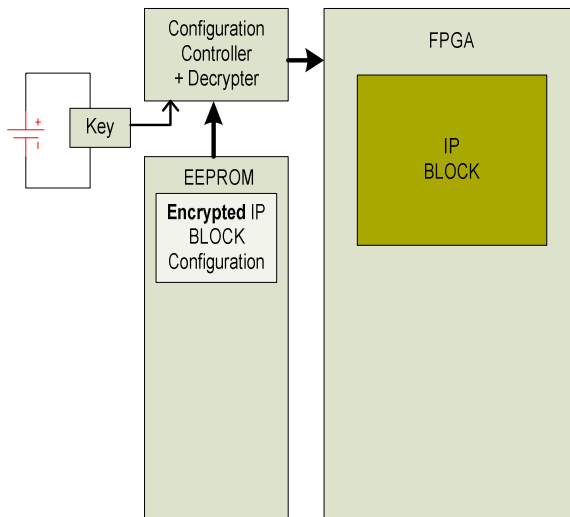 Configuration
Controller
+ Decrypter
FPGA
+
-
Key
IP
BLOCK
EEPROM
Encrypted IP
BLOCK
Configuration